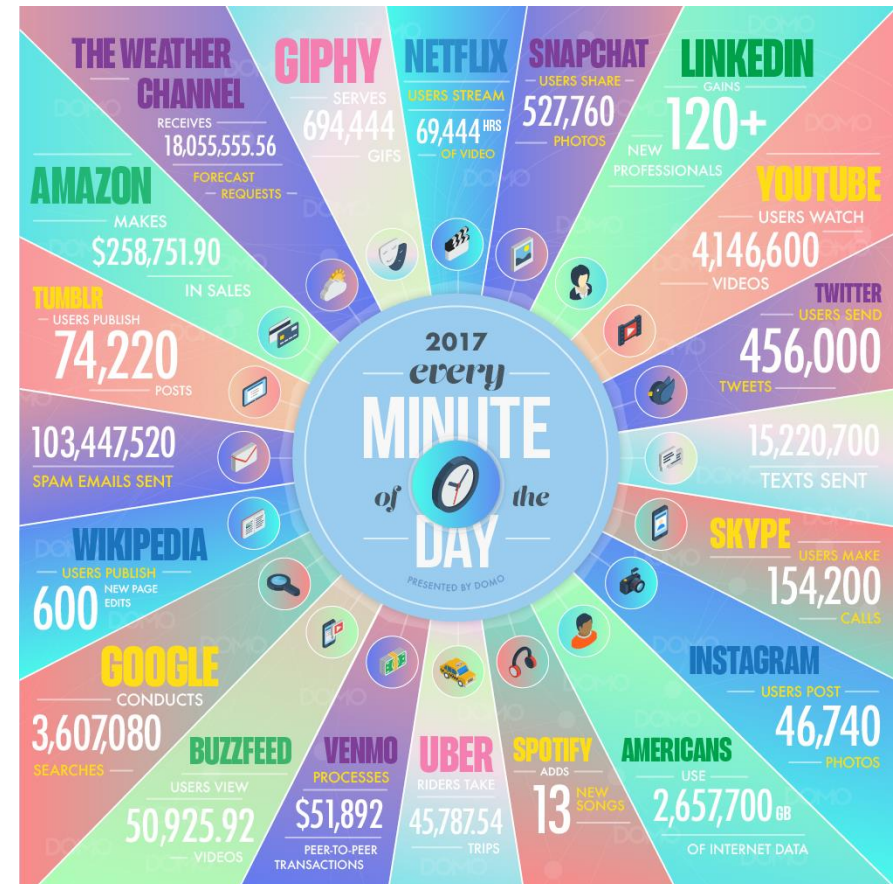 THE WEATHER
CHANNEL
RECEIVES
18,055,555.56
FORECAST
REQUESTS
GIPHY
SERVES
694,444
GIFS
NETFLIX
USERS STREAM
69,444 HRS
OF VIDEO
SNAPCHAT
USERS SHARE
527,760
PHOTOS
LINKEDIN
GAINS
120+
NEW
PROFESSIONALS
YOUTUBE
USERS WATCH
4,146,600
VIDEOS
TWITTER
USERS SEND
456,000
TWEETS
15,220,700
TEXTS SENT
SKYPE
USERS MAKE
154,200
CALLS
INSTAGRAM
USERS POST
46,740
PHOTOS
AMERICANS
USE
2,657,700 GB
OF INTERNET DATA
SPOTIFY
ADDS
13 NEW
SONGS
UBER
RIDERS TAKE
45,787.54
TRIPS
VENMO
PROCESSES
$51,892
PEER-TO-PEER
TRANSACTIONS
BUZZFEED
USERS VIEW
50,925.92
VIDEOS
GOOGLE
CONDUCTS
3,607,080
SEARCHES
WIKIPEDIA
USERS PUBLISH
600 NEW PAGE
EDITS
103,447,520
SPAM EMAILS SENT
TUMBLR
USERS PUBLISH
74,220
POSTS
AMAZON
MAKES
$258,751.90
IN SALES
2017
every
MINUTE
of the
DAY
PRESENTED BY DOMO
DOMO